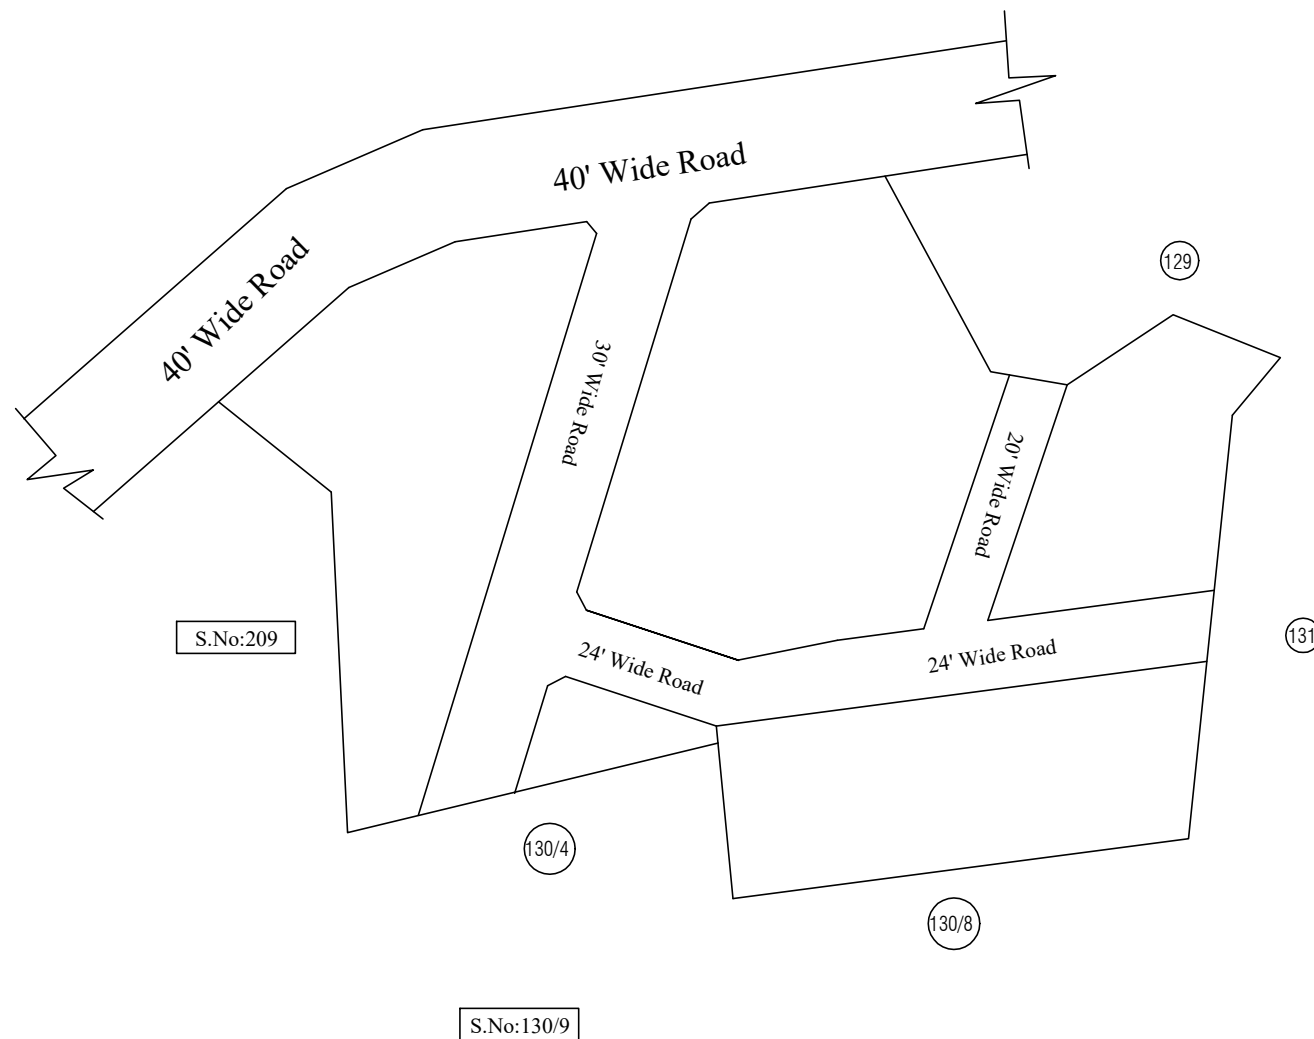 40' Wide Road
40' Wide Road
129
30' Wide Road
20' Wide Road
S.No:209
131
24' Wide Road
24' Wide Road
130/4
130/8
S.No:130/9